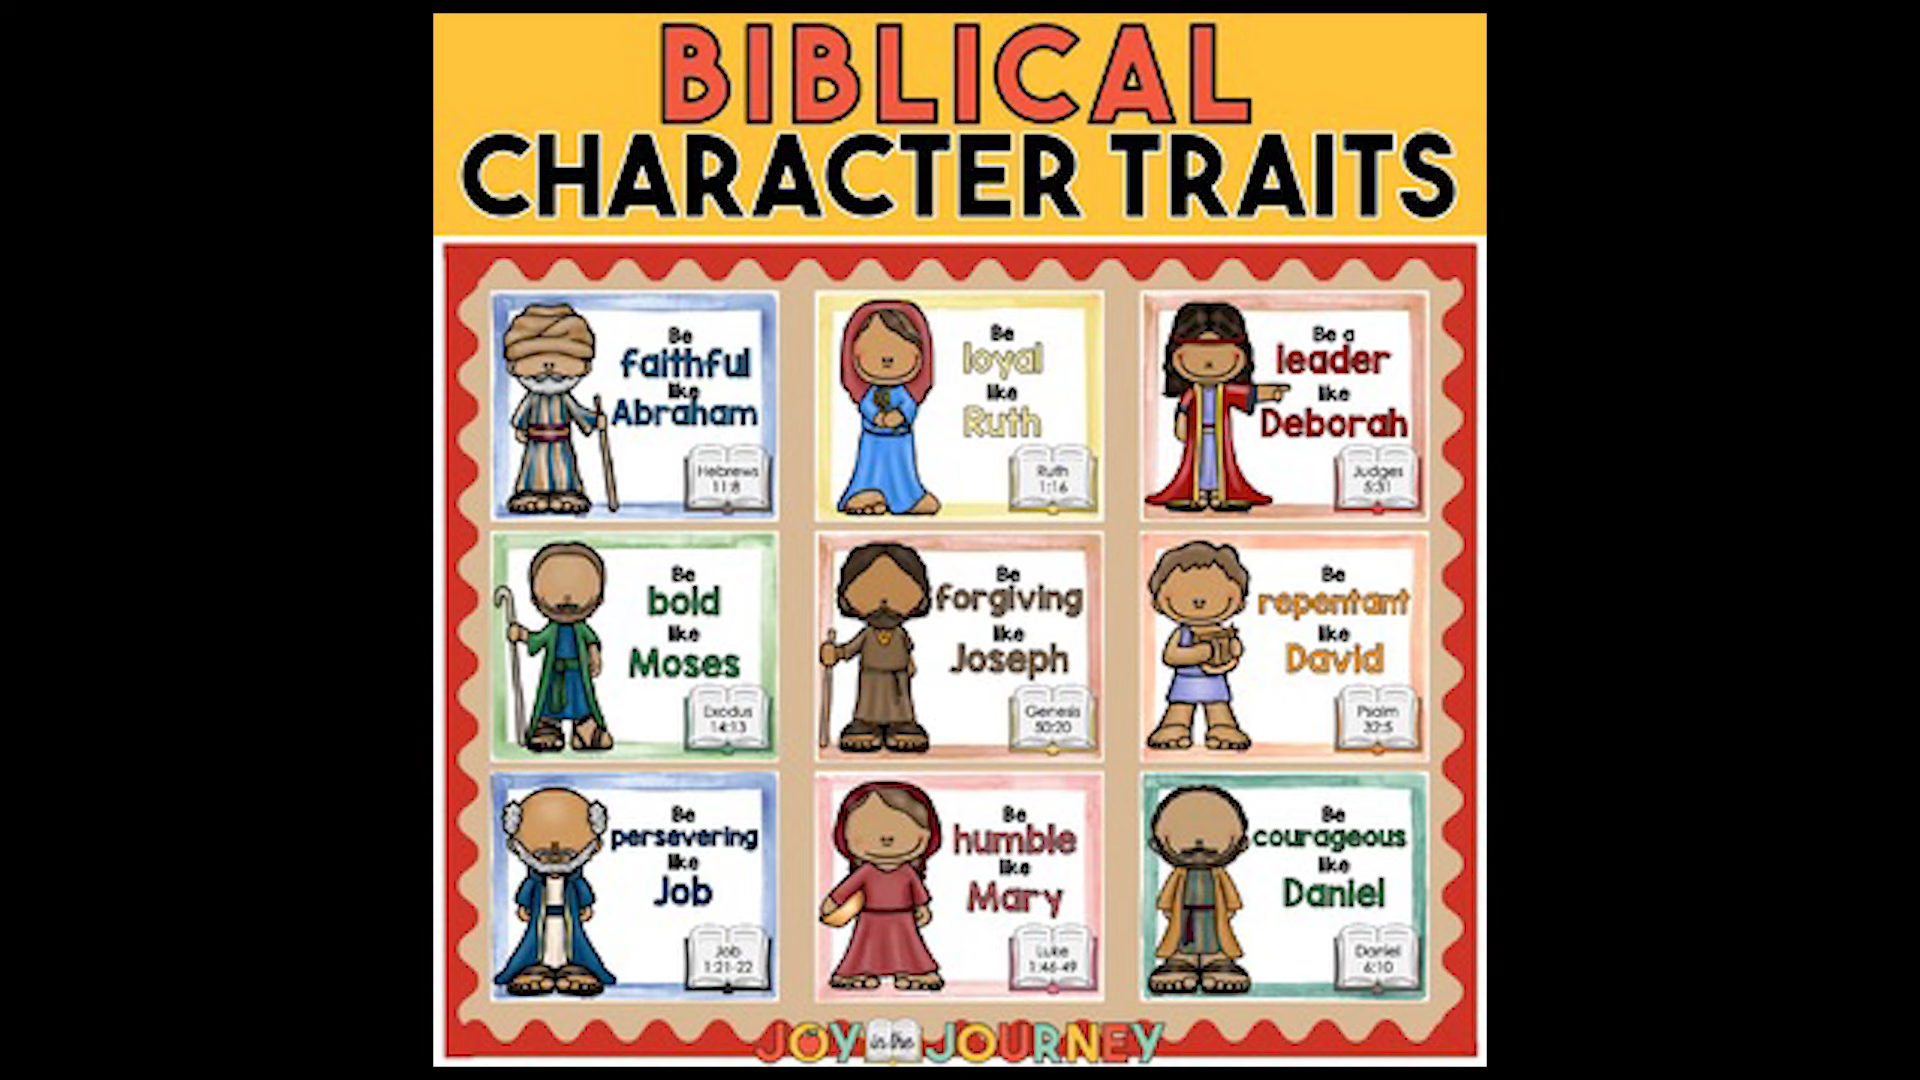 BIBLICAL
CHARACTER TRAITS
Be
faithful
like
Abraham
Hebrews
11:8
Be
loyal
like
Ruth
Ruth
1:16
Be a
leader
like
Deborah
Judges
5:31
Be
bold
like
Moses
Exodus
14:13
Be
forgiving
like
Joseph
Genesis
50:20
Be
repentant
like
David
Psalm
32:5
Be
persevering
like
Job
Job
1:21-22
Be
humble
like
Mary
Luke
1:46-49
Be
courageous
like
Daniel
Daniel
6:10
JOY in the JOURNEY